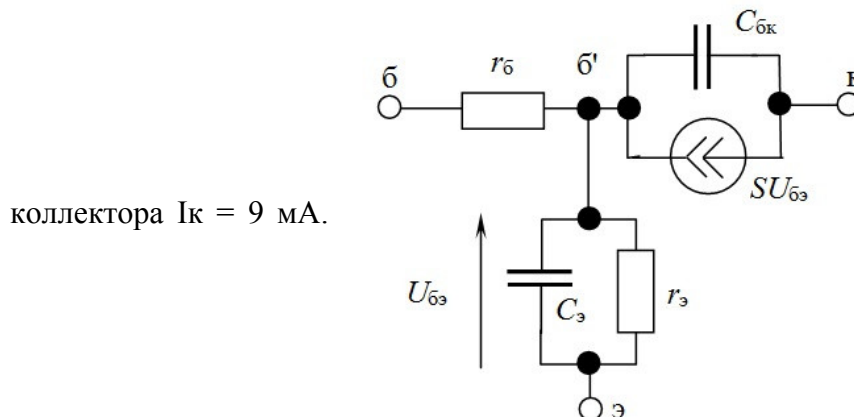 Cбк
б rб б' к
SUбэ
коллектора Iк = 9 мА.
Uбэ Cэ rэ
э